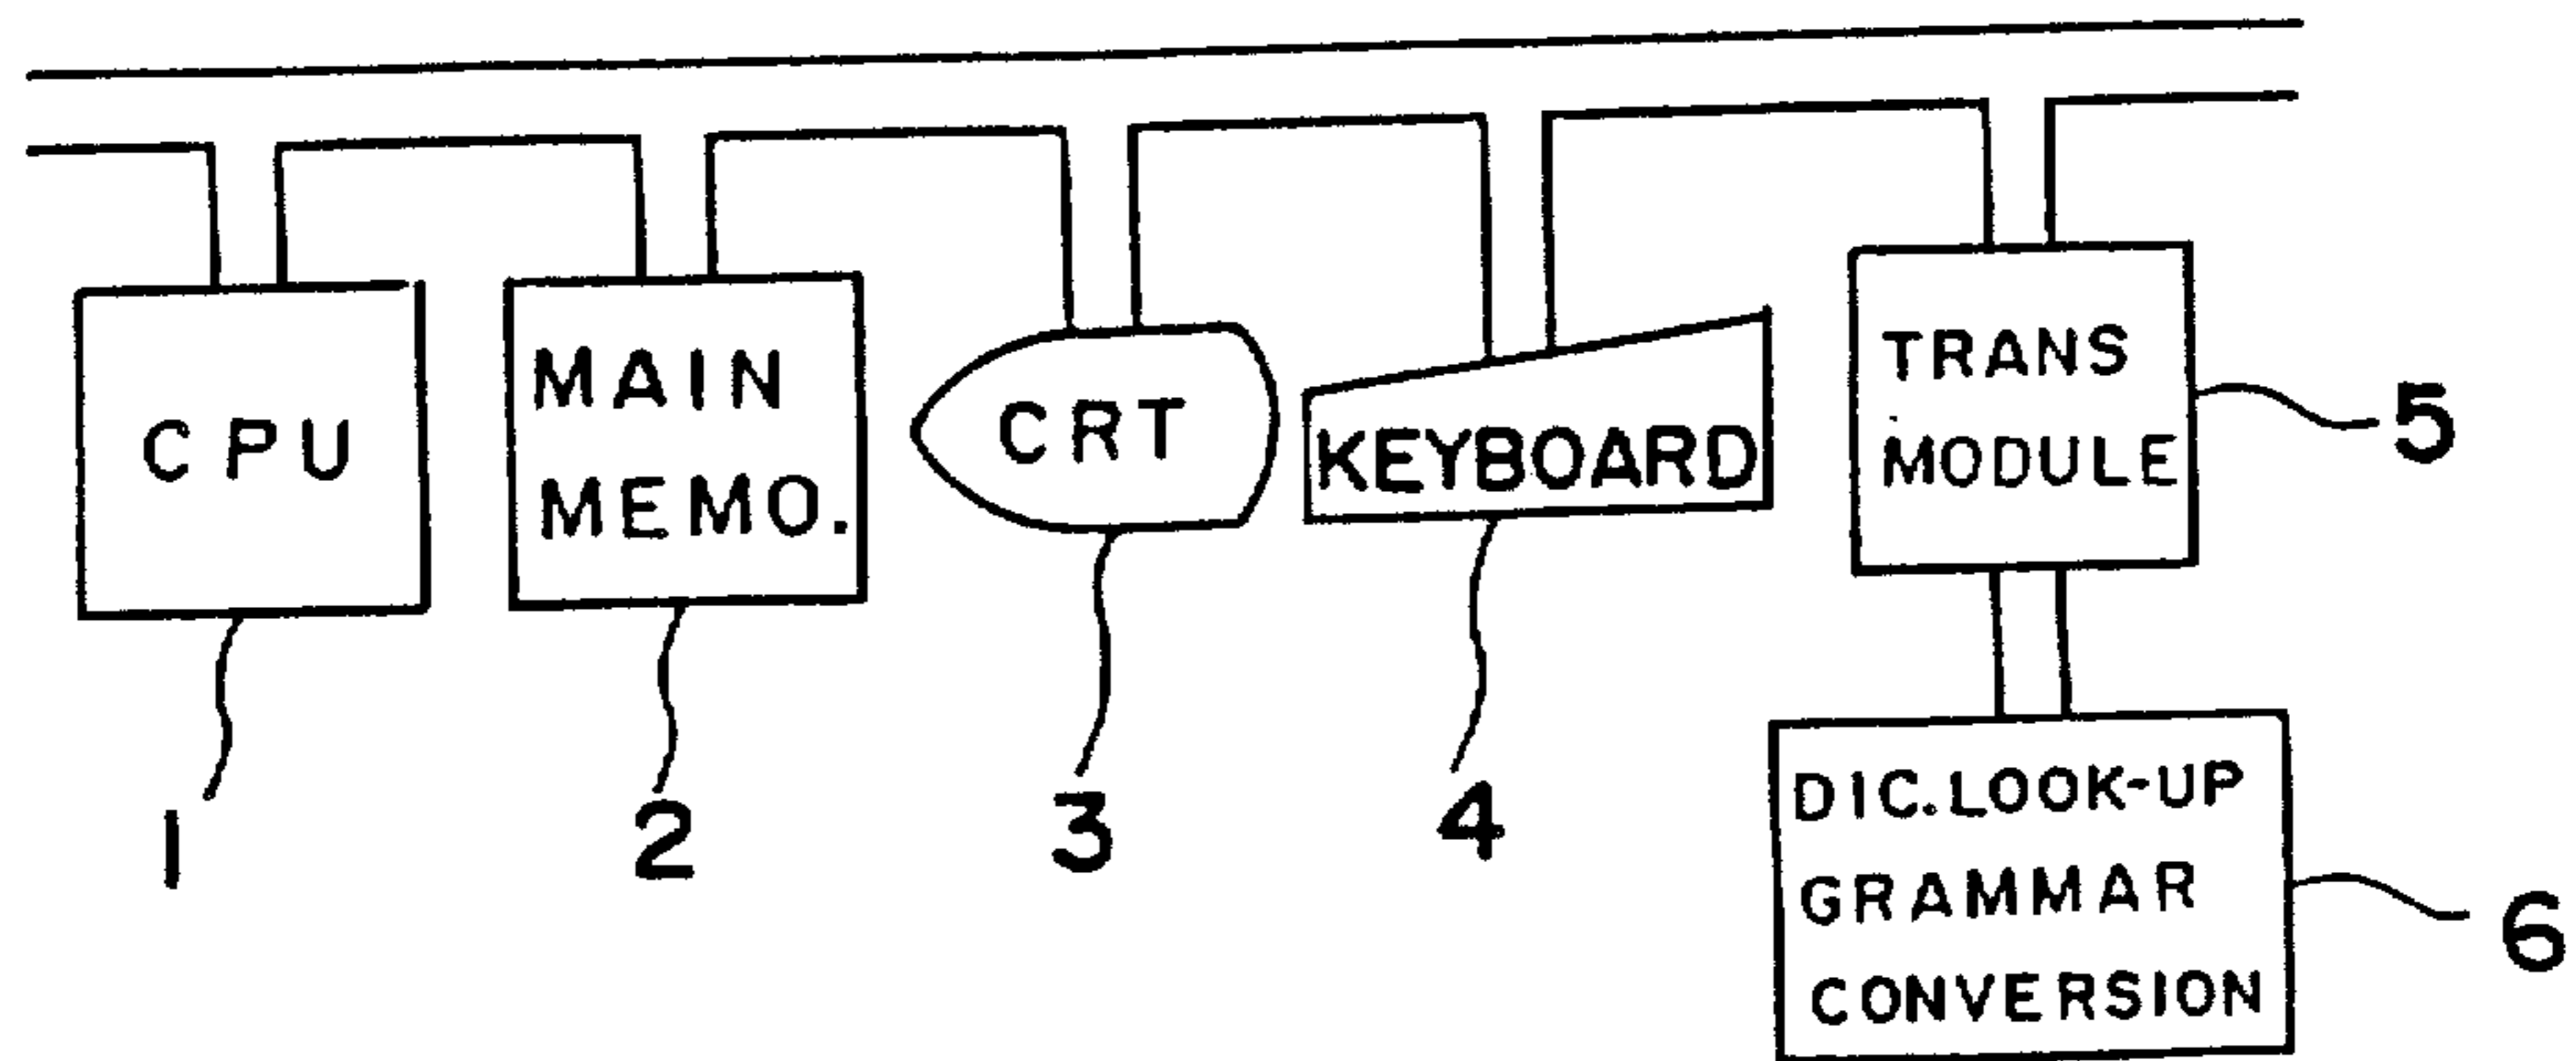 CPU
MAIN
MEMO.
CRT
KEYBOARD
TRANS
MODULE
5
1
2
3
4
DIC.LOOK-UP
GRAMMAR
CONVERSION
6